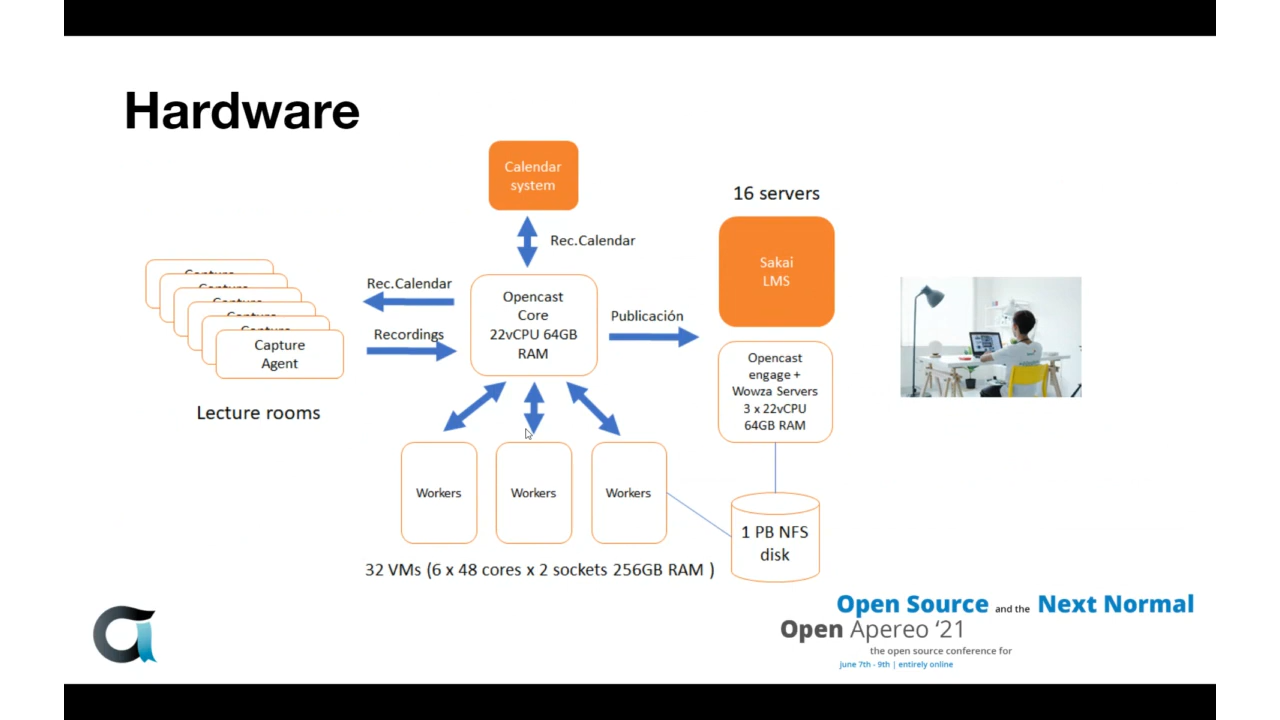 Hardware
Calendar
system
16 servers
Rec.Calendar
Sakai
LMS
Capture
Capture
Capture
Capture
Capture
Capture
Agent
Rec.Calendar
Recordings
Opencast
Core
22vCPU 64GB
RAM
Publicación
Opencast
engage +
Wowza Servers
3 x 22vCPU
64GB RAM
Lecture rooms
Workers
Workers
Workers
1 PB NFS
disk
32 VMs (6 x 48 cores x 2 sockets 256GB RAM )
Open Source and the Next Normal
Open Apereo ‘21
the open source conference for
June 7th - 9th | entirely online